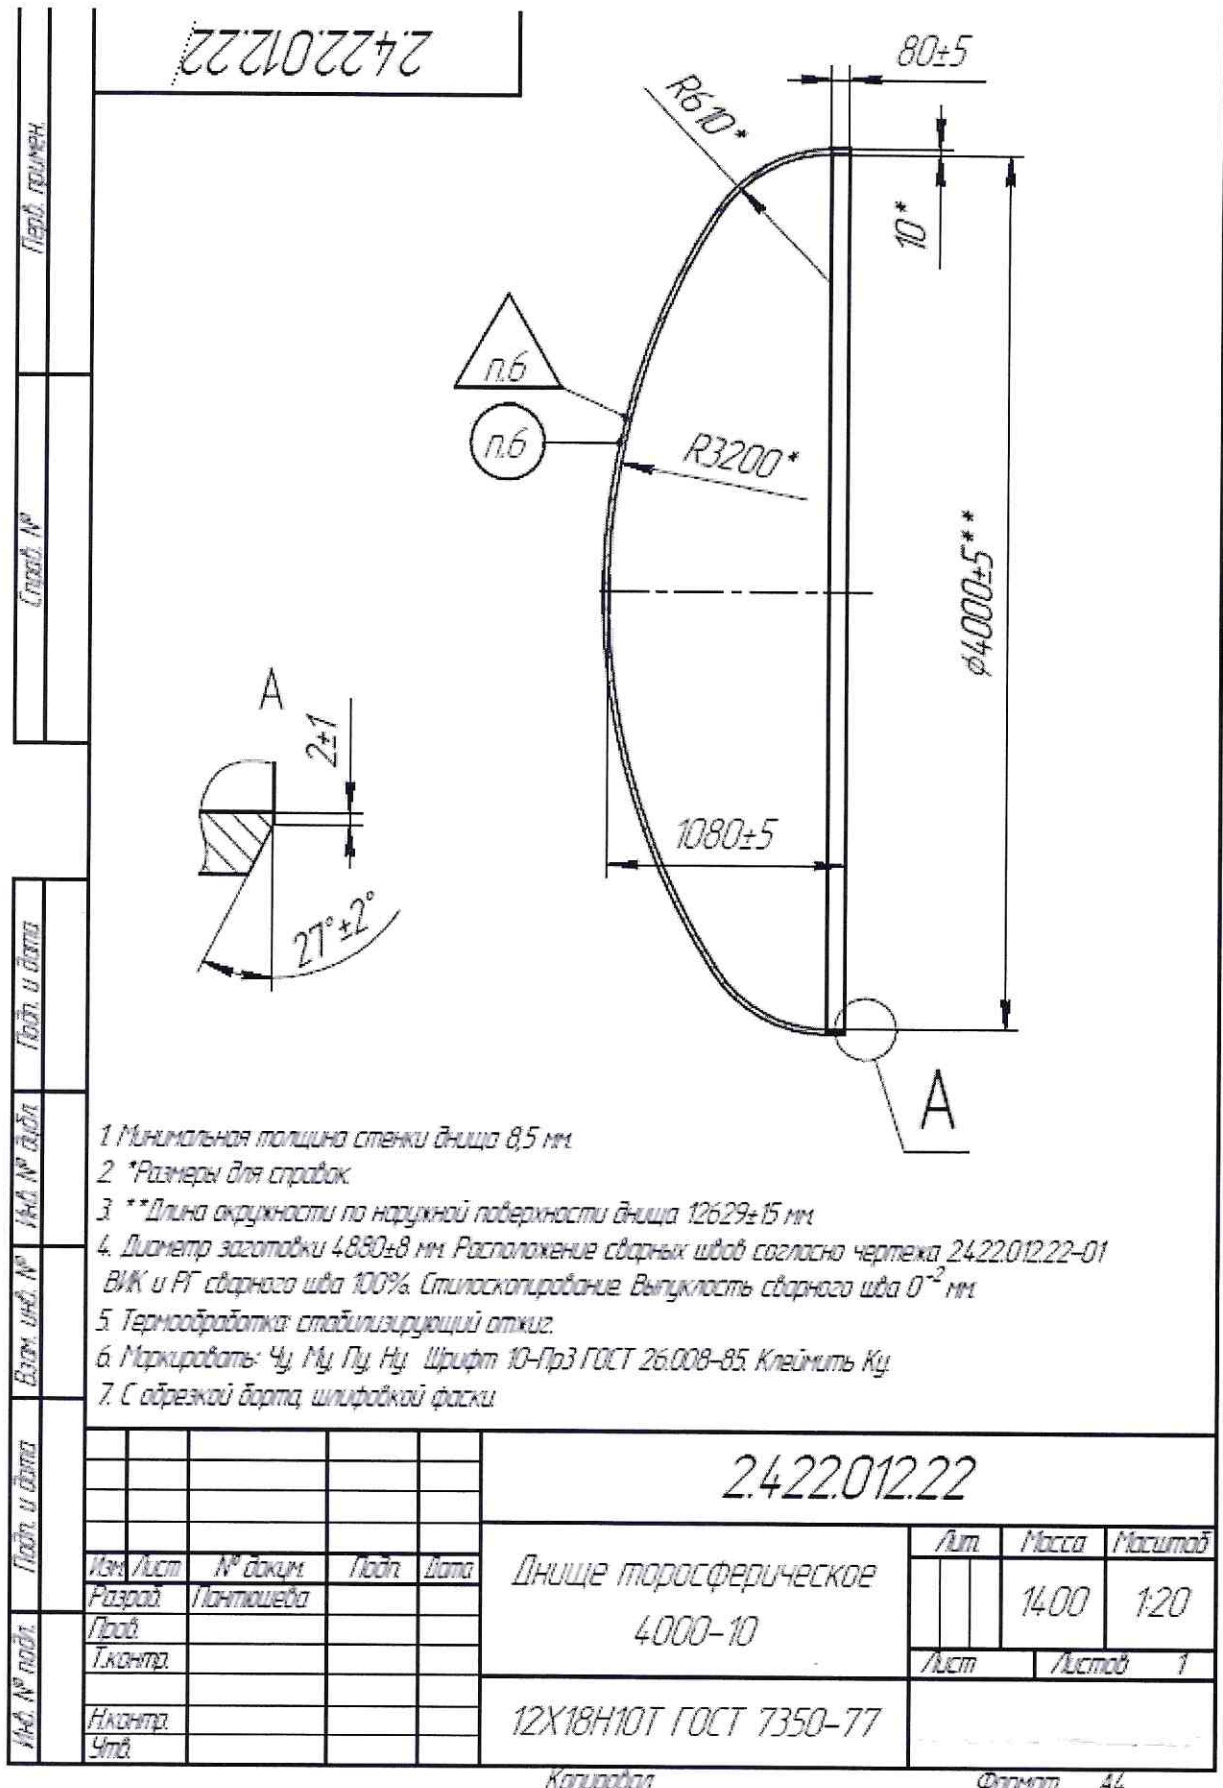 2.422.012.22
80±5
R610*
10*
п.6
п.6
R3200*
⌀4000±5**
А
2±1
1080±5
27°±2°
А
1. Минимальная толщина стенки днища 8,5 мм.
2. *Размеры для справок.
3. **Длина окружности по наружной поверхности днища 12629±15 мм.
4. Диаметр заготовки 4880±8 мм. Расположение сварных швов согласно чертежа 2.422.012.22-01
ВИК и РГ сварного шва 100%. Стилоскопирование. Выпуклость сварного шва 0⁻² мм.
5. Термообработка: стабилизирующий отжиг.
6. Маркировать: Чу, Му, Пу, Ну. Шрифт 10-Пр3 ГОСТ 26.008-85. Клеймить Ку.
7. С обрезкой борта, шлифовкой фаски.
Перв. примен.
Справ. №
Подп. и дата
Инв. № дубл.
Взам. инв. №
Подп. и дата
Инв. № подл.
2.422.012.22
Изм. Лист № докум. Подп. Дата
Разраб. Пантюшева
Пров.
Т.контр.
Н.контр.
Утв.
Днище торосферическое
4000-10
Лит. Масса Масштаб
1400 1:20
Лист Листов 1
12Х18Н10Т ГОСТ 7350-77
Копировал Формат А4